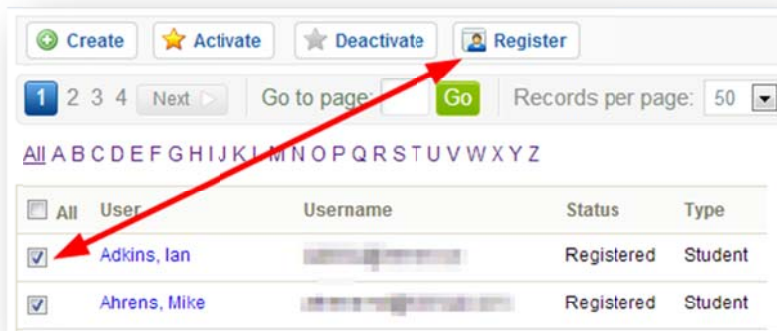 Create Activate Deactivate Register
1 2 3 4 Next Go to page: Go Records per page: 50
All A B C D E F G H I J K L M N O P Q R S T U V W X Y Z
All User Username Status Type
Adkins, Ian Registered Student
Ahrens, Mike Registered Student